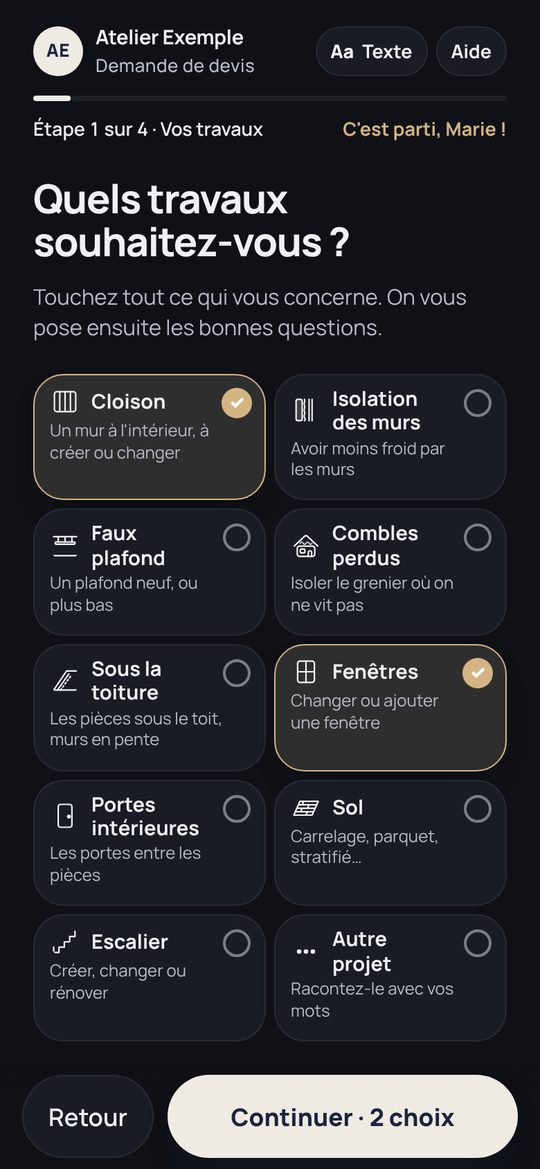 AE
Atelier Exemple
Demande de devis
Aa Texte
Aide
Étape 1 sur 4 · Vos travaux
C'est parti, Marie !
Quels travaux
souhaitez-vous ?
Touchez tout ce qui vous concerne. On vous
pose ensuite les bonnes questions.
Cloison
Un mur à l'intérieur, à
créer ou changer
Isolation
des murs
Avoir moins froid par
les murs
Faux
plafond
Un plafond neuf, ou
plus bas
Combles
perdus
Isoler le grenier où on
ne vit pas
Sous la
toiture
Les pièces sous le toit,
murs en pente
Fenêtres
Changer ou ajouter
une fenêtre
Portes
intérieures
Les portes entre les
pièces
Sol
Carrelage, parquet,
stratifié…
Escalier
Créer, changer ou
rénover
Autre
projet
Racontez-le avec vos
mots
Retour
Continuer · 2 choix